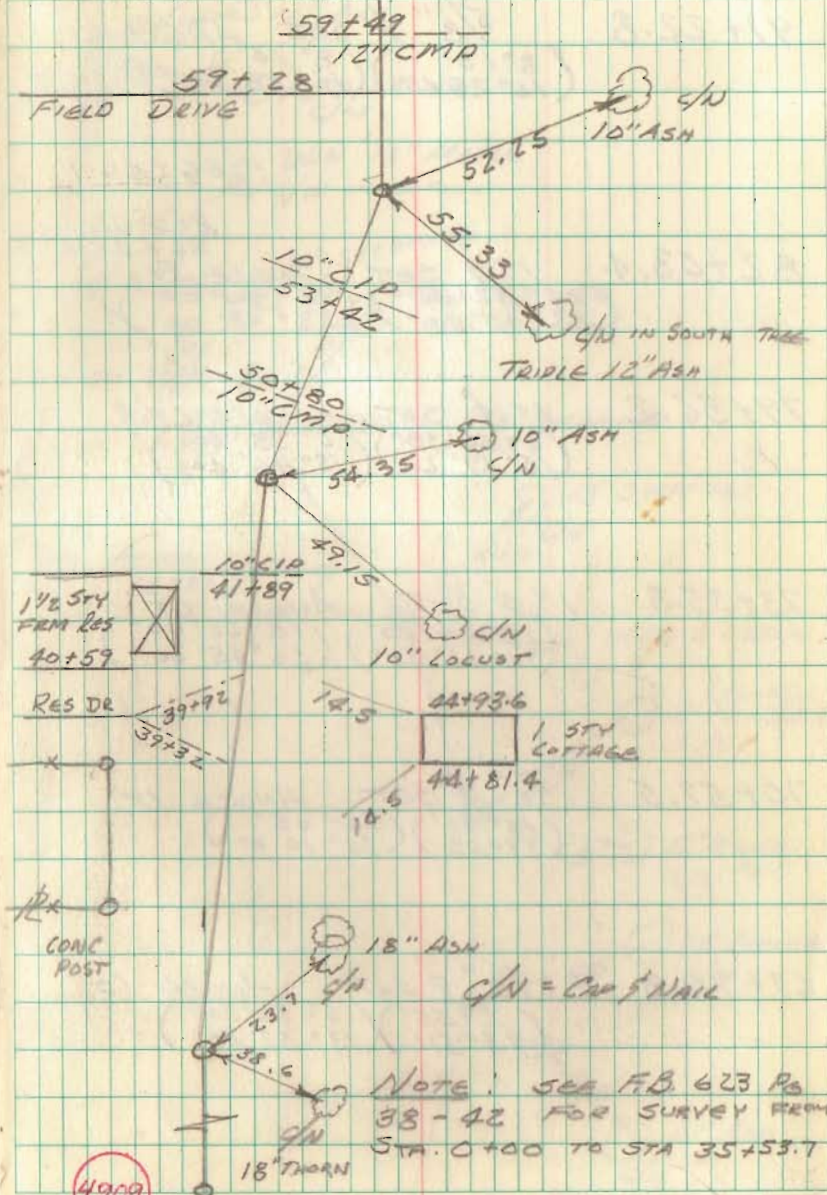 59+49
12" CMP
59+28
FIELD DRIVE
C/N
10" ASH
52.25
55.33
10" CIP
53+42
C/N IN SOUTH TREE
TRIPLE 12" ASH
50+80
10" CMP
10" ASH
C/N
54.35
49.15
10" CIP
41+89
1 1/2 STY
FRM RES
40+59
C/N
10" LOCUST
RES DR
39+92
39+32
14.5
44+93.6
1 STY
COTTAGE
44+81.4
14.5
CONC
POST
18" ASH
C/N
C/N = CAP & NAIL
23.7
38.6
C/N
18" THORN
NOTE: SEE F.B. 623 PG
38-42 FOR SURVEY FROM
STA. 0+00 TO STA 35+53.7
4909